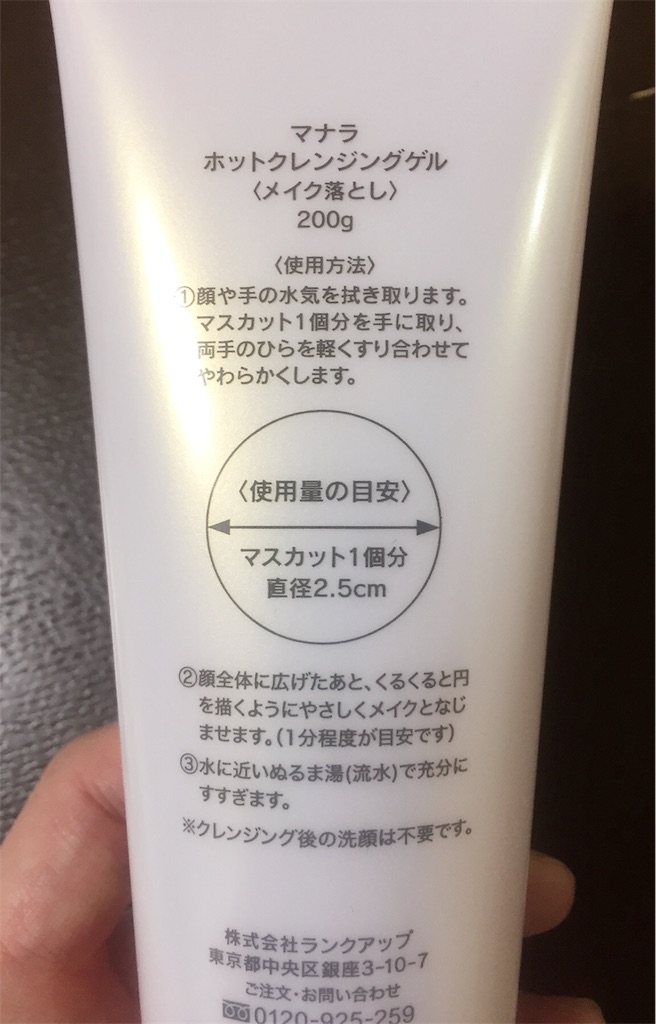 マナラ
ホットクレンジングゲル
〈メイク落とし〉
200g
〈使用方法〉
①顔や手の水気を拭き取ります。
マスカット1個分を手に取り、
両手のひらを軽くすり合わせて
やわらかくします。
〈使用量の目安〉
マスカット1個分
直径2.5cm
②顔全体に広げたあと、くるくると円
を描くようにやさしくメイクとなじ
ませます。(1分程度が目安です)
③水に近いぬるま湯(流水)で充分に
すすぎます。
※クレンジング後の洗顔は不要です。
株式会社ランクアップ
東京都中央区銀座3-10-7
ご注文・お問い合わせ
0120-925-259